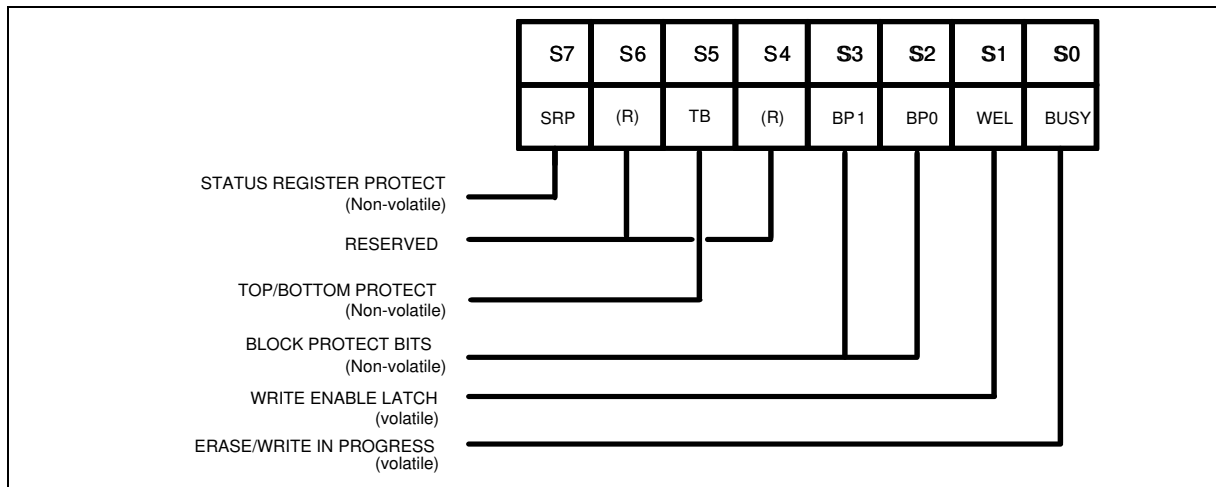 S7 S6 S5 S4 S3 S2 S1 S0
SRP (R) TB (R) BP1 BP0 WEL BUSY
STATUS REGISTER PROTECT
(Non-volatile)
RESERVED
TOP/BOTTOM PROTECT
(Non-volatile)
BLOCK PROTECT BITS
(Non-volatile)
WRITE ENABLE LATCH
(volatile)
ERASE/WRITE IN PROGRESS
(volatile)